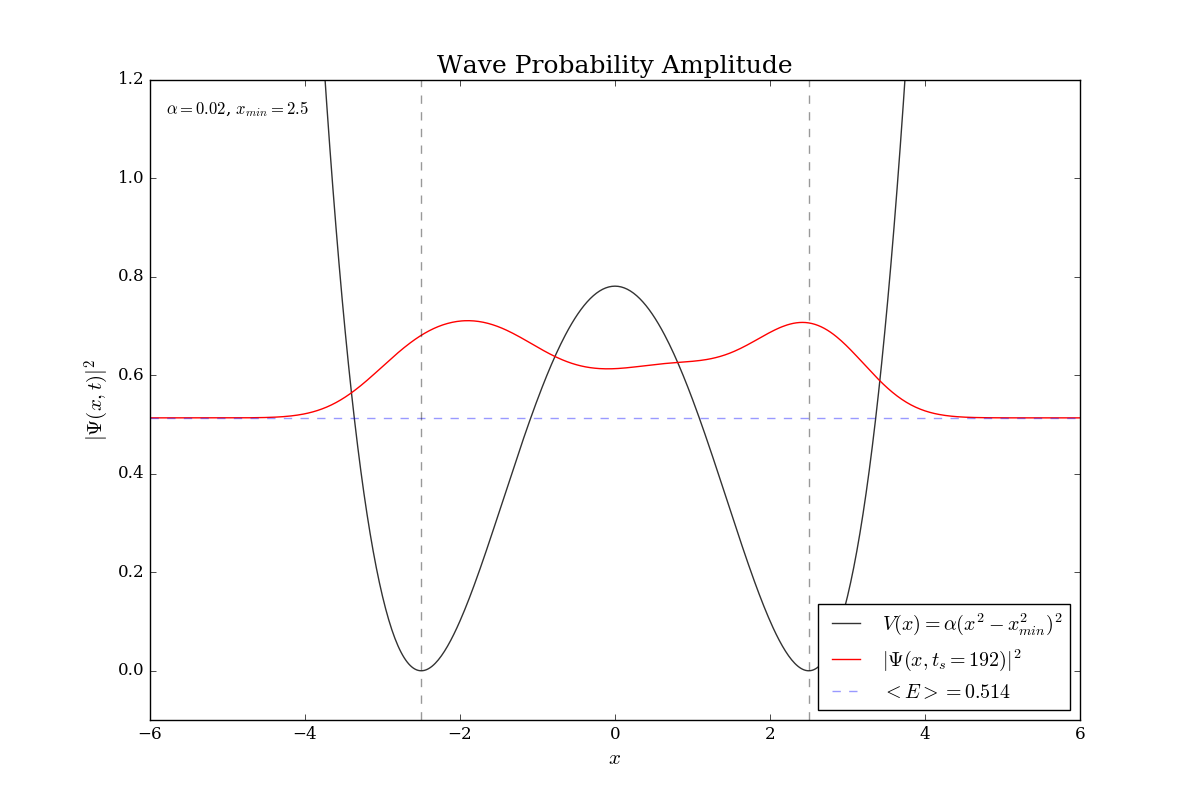 Wave Probability Amplitude
α = 0.02, x_min = 2.5
|Ψ(x, t)|²
1.2
1.0
0.8
0.6
0.4
0.2
0.0
V(x) = α(x² − x²_min)²
|Ψ(x, t_s = 192)|²
< E > = 0.514
−6 −4 −2 0 2 4 6
x